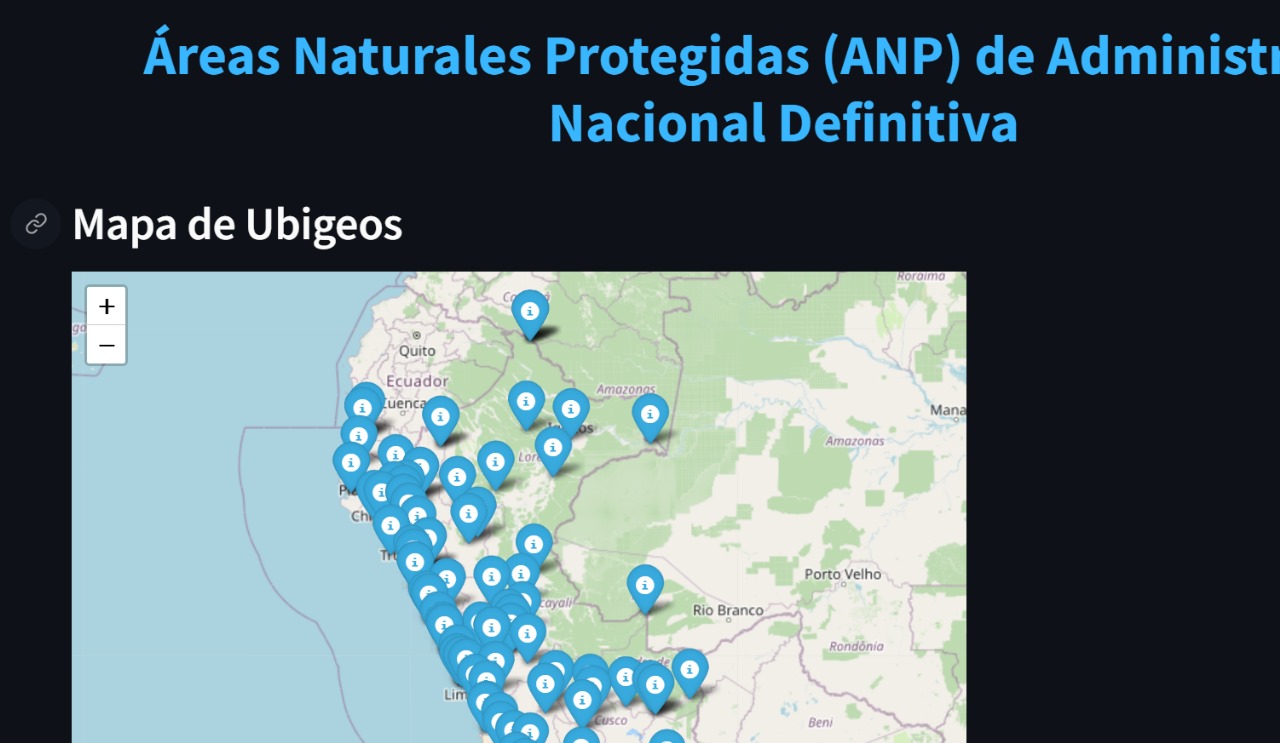 Áreas Naturales Protegidas (ANP) de Administr
Nacional Definitiva
Mapa de Ubigeos
+
−
Roraima
Quito
Ecuador
Cuenca
Amazonas
Mana
Amazonas
Porto Velho
Rio Branco
Rondônia
Lim
Cusco
Beni